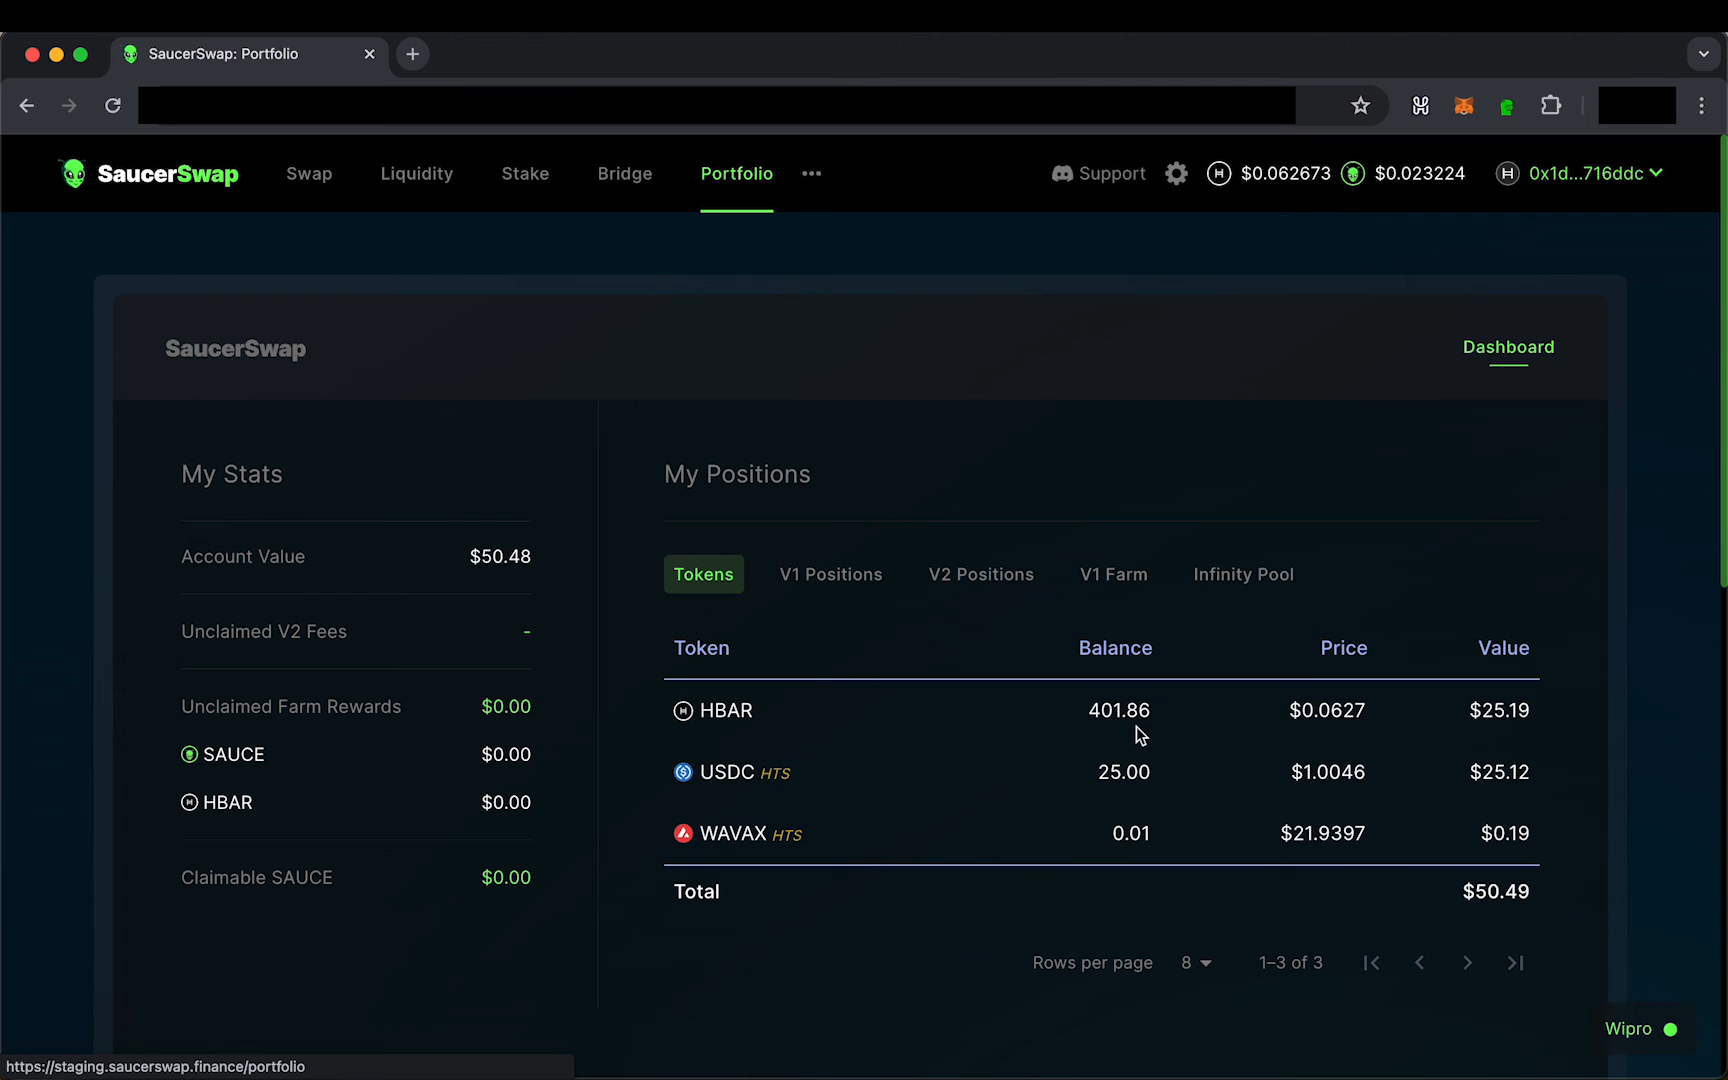 SaucerSwap: Portfolio
SaucerSwap Swap Liquidity Stake Bridge Portfolio ••• Support $0.062673 $0.023224 0x1d...716ddc
SaucerSwap Dashboard
My Stats
Account Value $50.48
Unclaimed V2 Fees -
Unclaimed Farm Rewards $0.00
SAUCE $0.00
HBAR $0.00
Claimable SAUCE $0.00
My Positions
Tokens V1 Positions V2 Positions V1 Farm Infinity Pool
Token Balance Price Value
HBAR 401.86 $0.0627 $25.19
USDC HTS 25.00 $1.0046 $25.12
WAVAX HTS 0.01 $21.9397 $0.19
Total $50.49
Rows per page 8 1–3 of 3
Wipro
https://staging.saucerswap.finance/portfolio